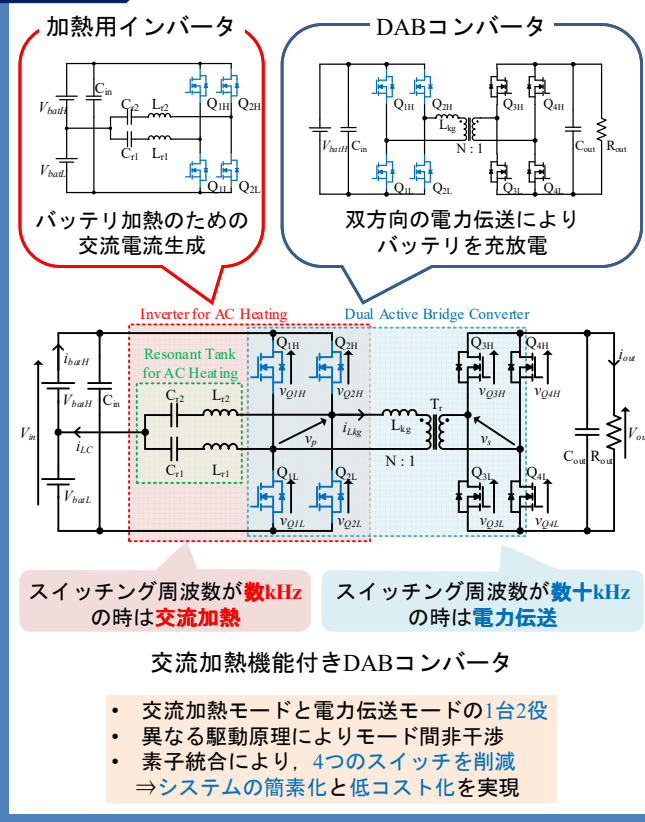 加熱用インバータ
V_batH
C_in
C_r2
L_r2
Q_1H
Q_2H
V_batL
C_r1
L_r1
Q_1L
Q_2L
バッテリ加熱のための
交流電流生成
DABコンバータ
Q_1H
Q_2H
Q_3H
Q_4H
L_kg
V_batH
C_in
N : 1
C_out
R_out
Q_1L
Q_2L
Q_3L
Q_4L
双方向の電力伝送により
バッテリを充放電
Inverter for AC Heating
Dual Active Bridge Converter
Resonant Tank
for AC Heating
i_batH
V_batH
C_in
V_in
i_LC
V_batL
C_r2
L_r2
C_r1
L_r1
Q_1H
Q_2H
v_Q1H
v_Q2H
v_p
i_Lkg
L_kg
T_r
N : 1
Q_1L
Q_2L
v_Q1L
v_Q2L
Q_3H
Q_4H
v_Q3H
v_Q4H
v_s
Q_3L
Q_4L
v_Q3L
v_Q4L
i_out
C_out
R_out
スイッチング周波数が数kHz
の時は交流加熱
スイッチング周波数が数十kHz
の時は電力伝送
交流加熱機能付きDABコンバータ
• 交流加熱モードと電力伝送モードの1台2役
• 異なる駆動原理によりモード間非干渉
• 素子統合により，4つのスイッチを削減
⇒システムの簡素化と低コスト化を実現